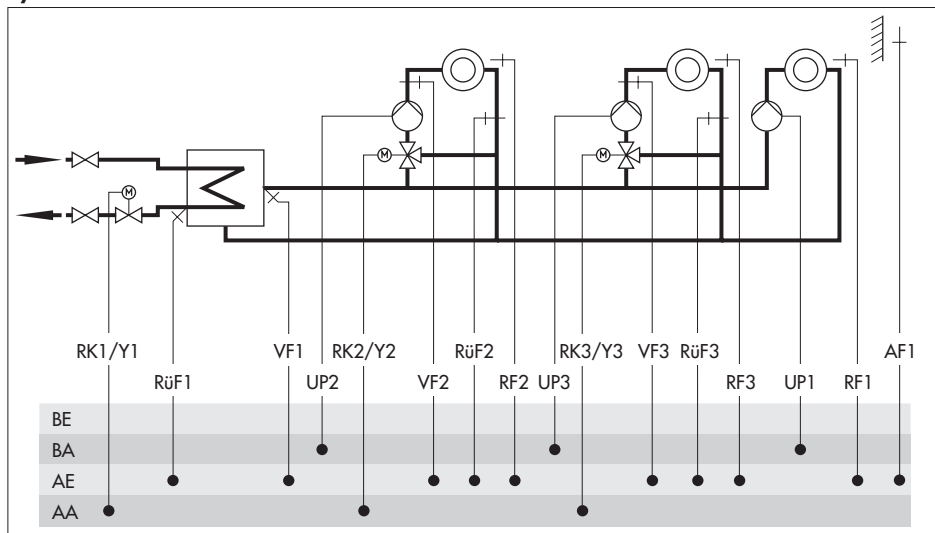 M
M
M
RK1/Y1 VF1 RK2/Y2 RüF2 RK3/Y3 VF3 RüF3 AF1
RüF1 UP2 VF2 RF2 UP3 RF3 UP1 RF1
BE
BA
AE
AA